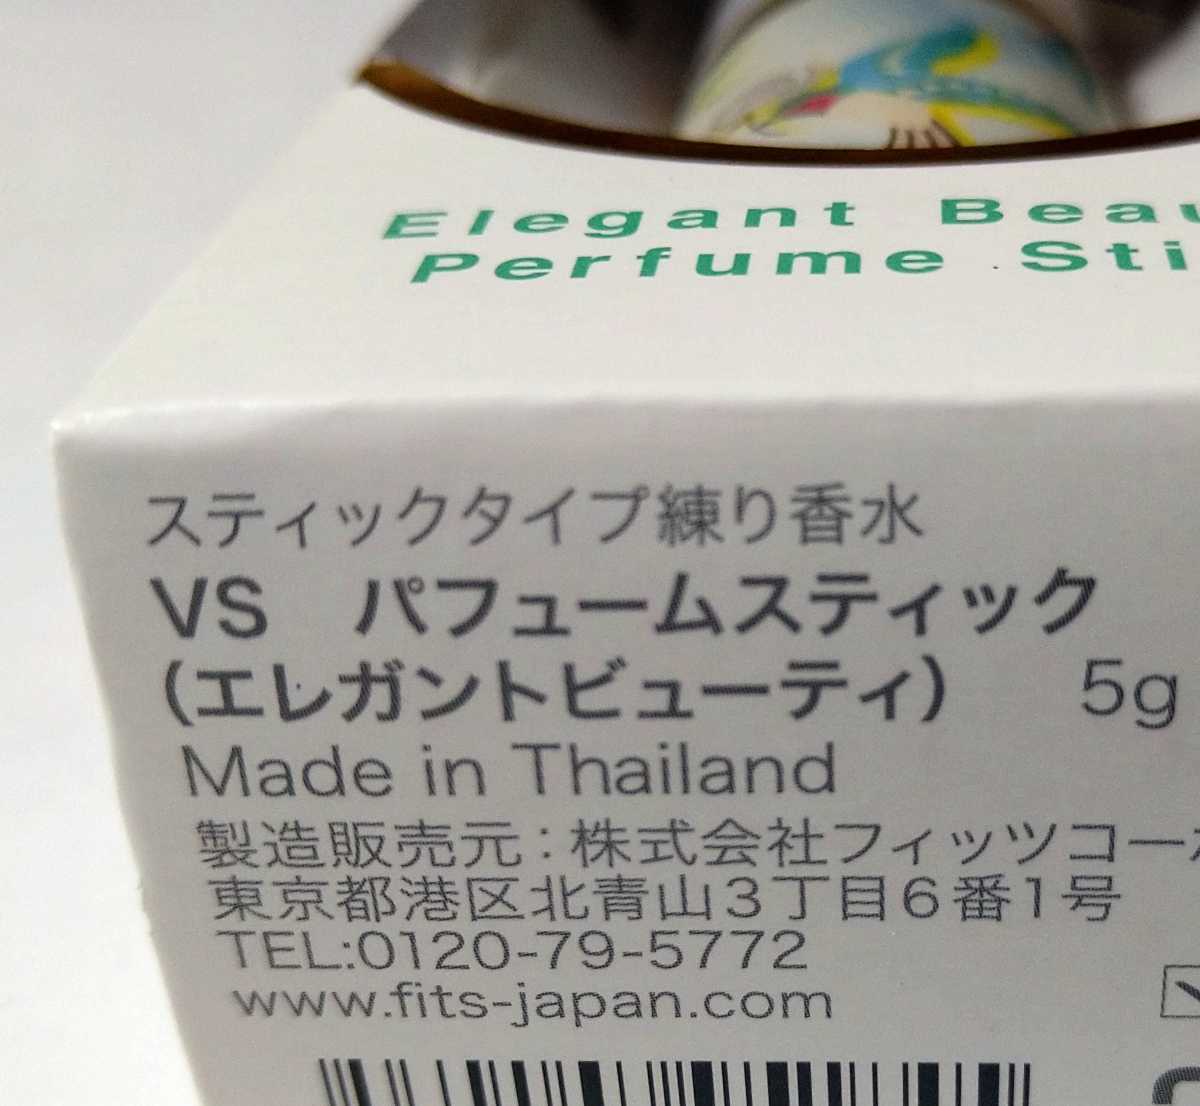 Elegant Beau
Perfume Sti
スティックタイプ練り香水
VS パフュームスティック
（エレガントビューティ） 5g
Made in Thailand
製造販売元：株式会社フィッツコー
東京都港区北青山3丁目6番1号
TEL:0120-79-5772
www.fits-japan.com